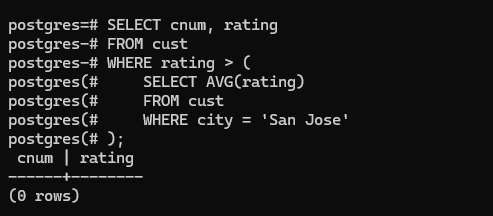 postgres=# SELECT cnum, rating
postgres-# FROM cust
postgres-# WHERE rating > (
postgres(#     SELECT AVG(rating)
postgres(#     FROM cust
postgres(#     WHERE city = 'San Jose'
postgres(# );
 cnum | rating
------+--------
(0 rows)